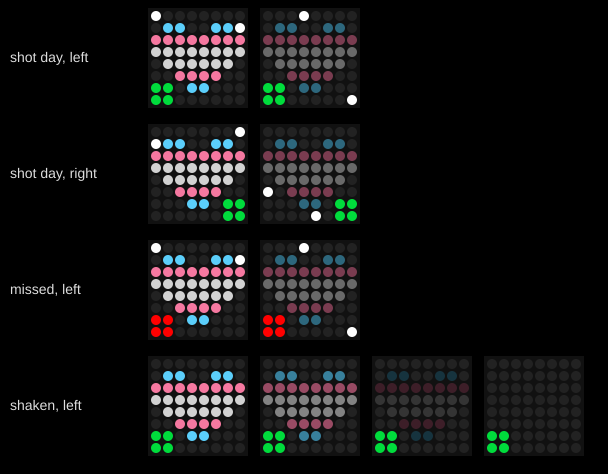 shot day, left
shot day, right
missed, left
shaken, left